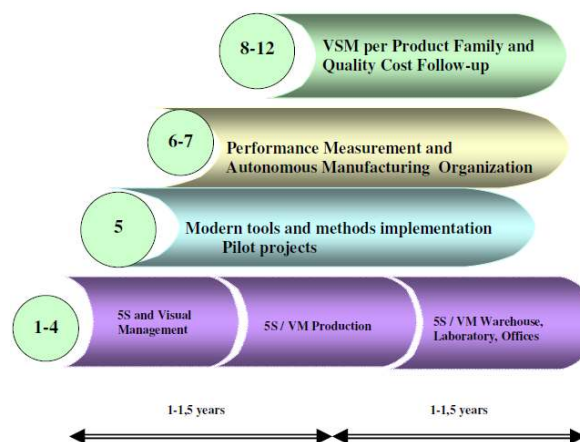 8-12
VSM per Product Family and
Quality Cost Follow-up
6-7
Performance Measurement and
Autonomous Manufacturing Organization
5
Modern tools and methods implementation
Pilot projects
1-4
5S and Visual
Management
5S / VM Production
5S / VM Warehouse,
Laboratory, Offices
1-1,5 years
1-1,5 years